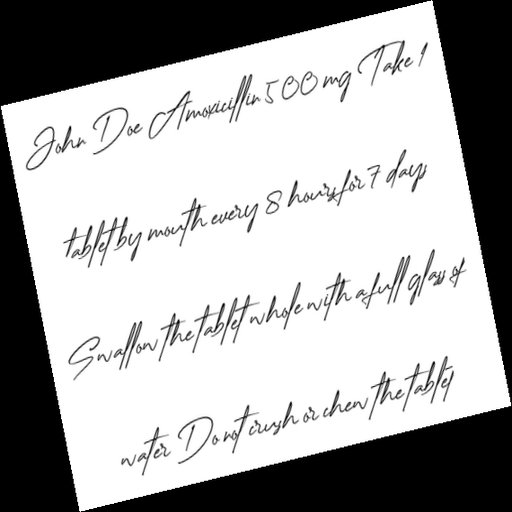 John Doe Amoxicillin 500 mg Take 1
tablet by mouth every 8 hours for 7 days
Swallow the tablet whole with a full glass of
water Do not crush or chew the tablet